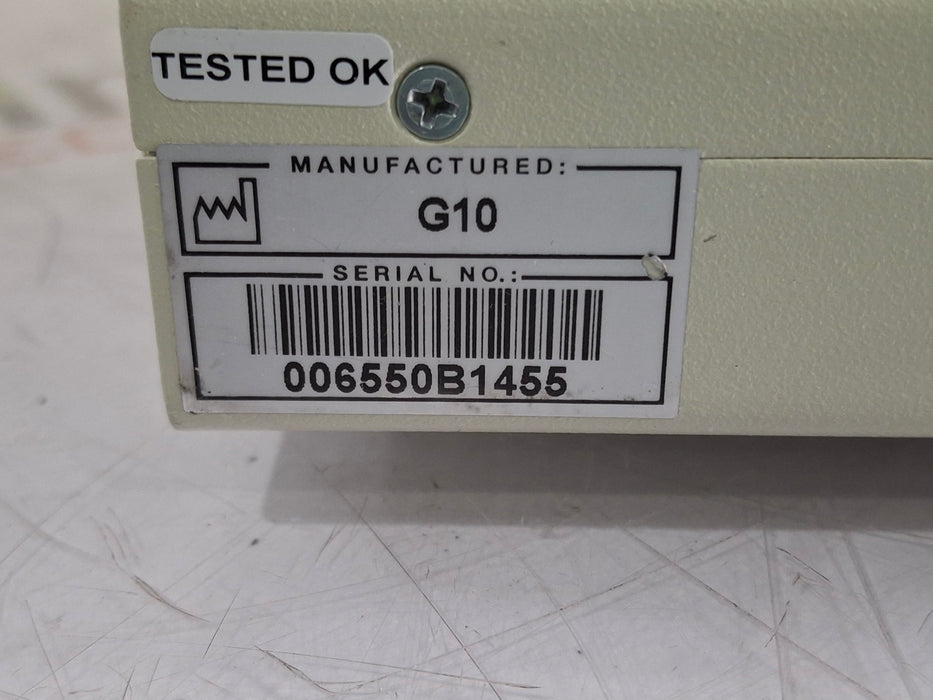 TESTED OK
MANUFACTURED:
G10
SERIAL NO.:
006550B1455